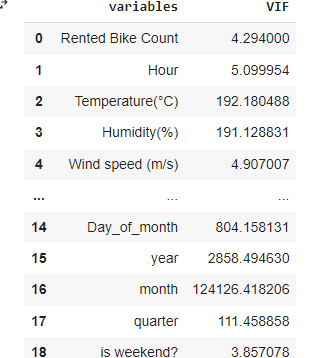 variables VIF
0 Rented Bike Count 4.294000
1 Hour 5.099954
2 Temperature(°C) 192.180488
3 Humidity(%) 191.128831
4 Wind speed (m/s) 4.907007
... ... ...
14 Day_of_month 804.158131
15 year 2858.494630
16 month 124126.418206
17 quarter 111.458858
18 is weekend? 3.857078